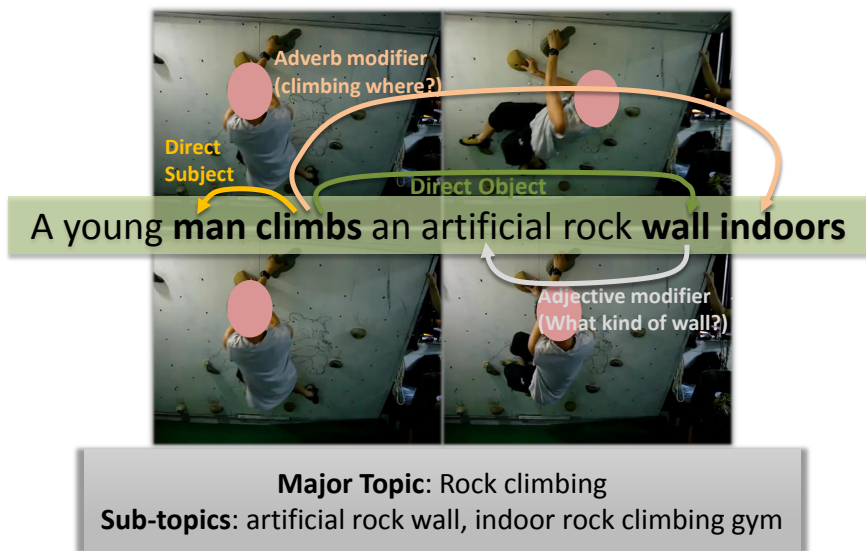 Adverb modifier
(climbing where?)
Direct
Subject
Direct Object
A young man climbs an artificial rock wall indoors
Adjective modifier
(What kind of wall?)
Major Topic: Rock climbing
Sub-topics: artificial rock wall, indoor rock climbing gym